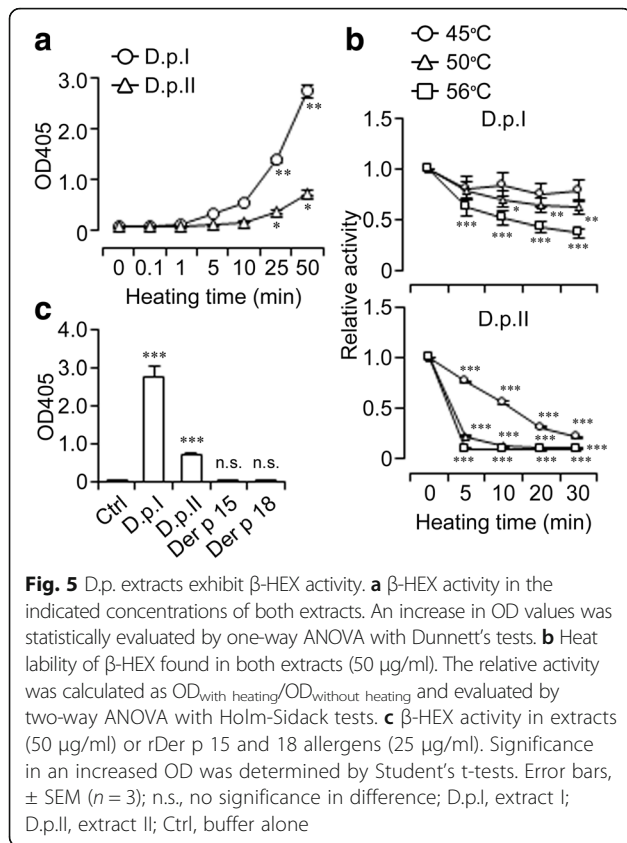 a
D.p.I
D.p.II
3.0
2.0
1.0
0
OD405
**
**
*
*
0 0.1 1 5 10 25 50
Heating time (min)
b
45°C
50°C
56°C
D.p.I
1.5
1.0
0.5
0
Relative activity
* ** **
*** *** *** ***
D.p.II
1.5
1.0
0.5
0
*** *** *** ***
*** *** *** ***
*** *** *** ***
0 5 10 20 30
Heating time (min)
c
4.0
3.0
2.0
1.0
0
OD405
***
***
n.s. n.s.
Ctrl D.p.I D.p.II Der p 15 Der p 18
Fig. 5 D.p. extracts exhibit β-HEX activity. a β-HEX activity in the
indicated concentrations of both extracts. An increase in OD values was
statistically evaluated by one-way ANOVA with Dunnett’s tests. b Heat
lability of β-HEX found in both extracts (50 μg/ml). The relative activity
was calculated as ODwith heating/ODwithout heating and evaluated by
two-way ANOVA with Holm-Sidack tests. c β-HEX activity in extracts
(50 μg/ml) or rDer p 15 and 18 allergens (25 μg/ml). Significance
in an increased OD was determined by Student’s t-tests. Error bars,
± SEM (n = 3); n.s., no significance in difference; D.p.I, extract I;
D.p.II, extract II; Ctrl, buffer alone